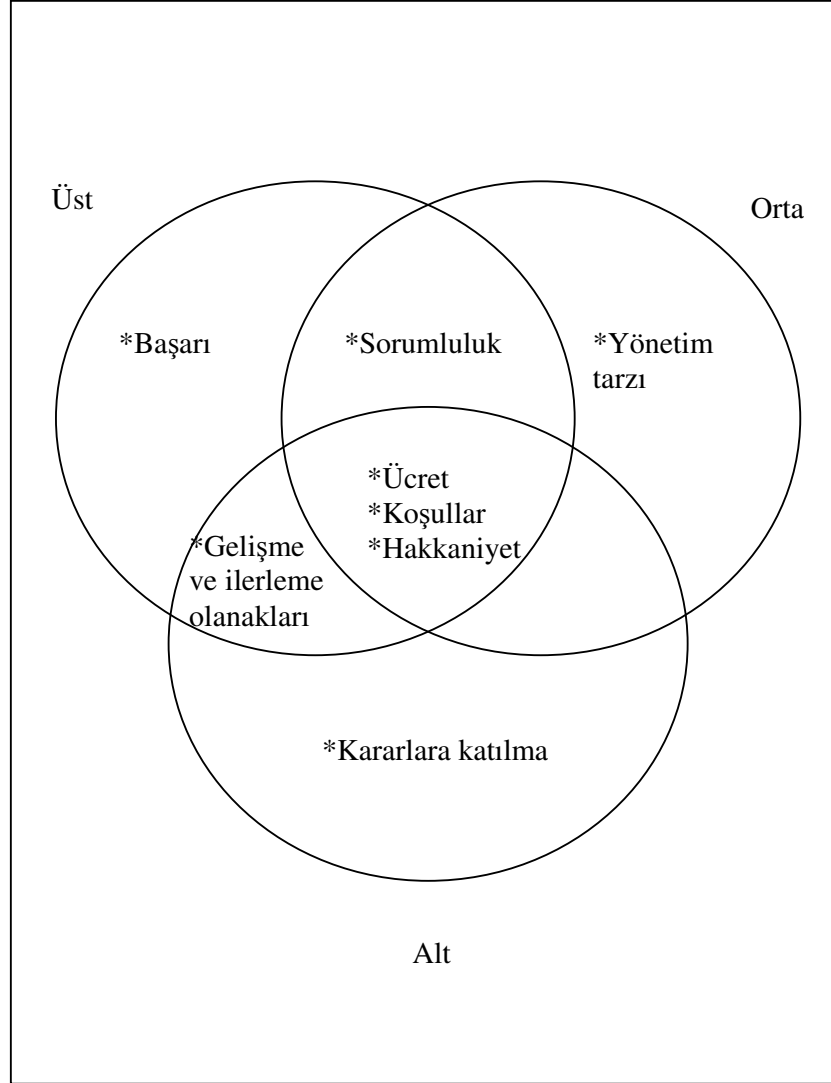 Üst
Orta
*Başarı
*Sorumluluk
*Yönetim
tarzı
*Ücret
*Koşullar
*Hakkaniyet
*Gelişme
ve ilerleme
olanakları
*Kararlara katılma
Alt